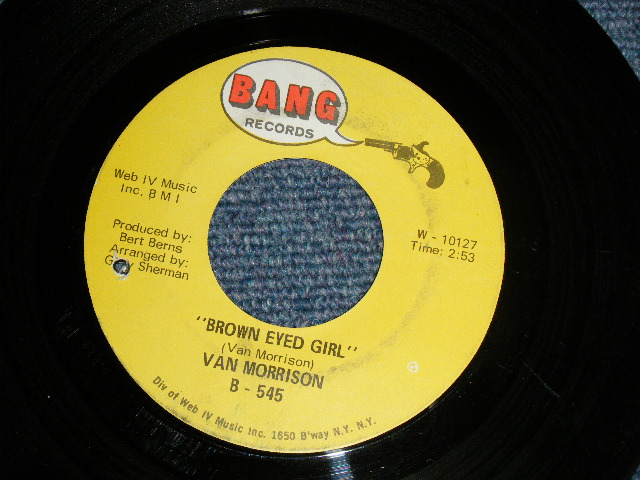 BANG
RECORDS
Web IV Music
Inc. B M I
Produced by:
Bert Berns
Arranged by:
Sherman
W - 10127
Time: 2:53
"BROWN EYED GIRL"
(Van Morrison)
VAN MORRISON
B - 545
Div of Web IV Music Inc. 1650 B'way N.Y. N.Y.